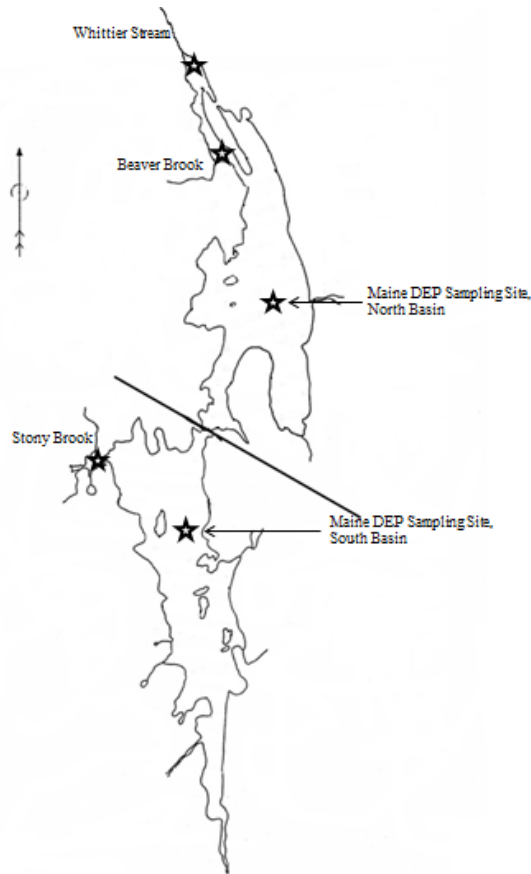 Whittier Stream
Beaver Brook
Maine DEP Sampling Site,
North Basin
Stony Brook
Maine DEP Sampling Site,
South Basin